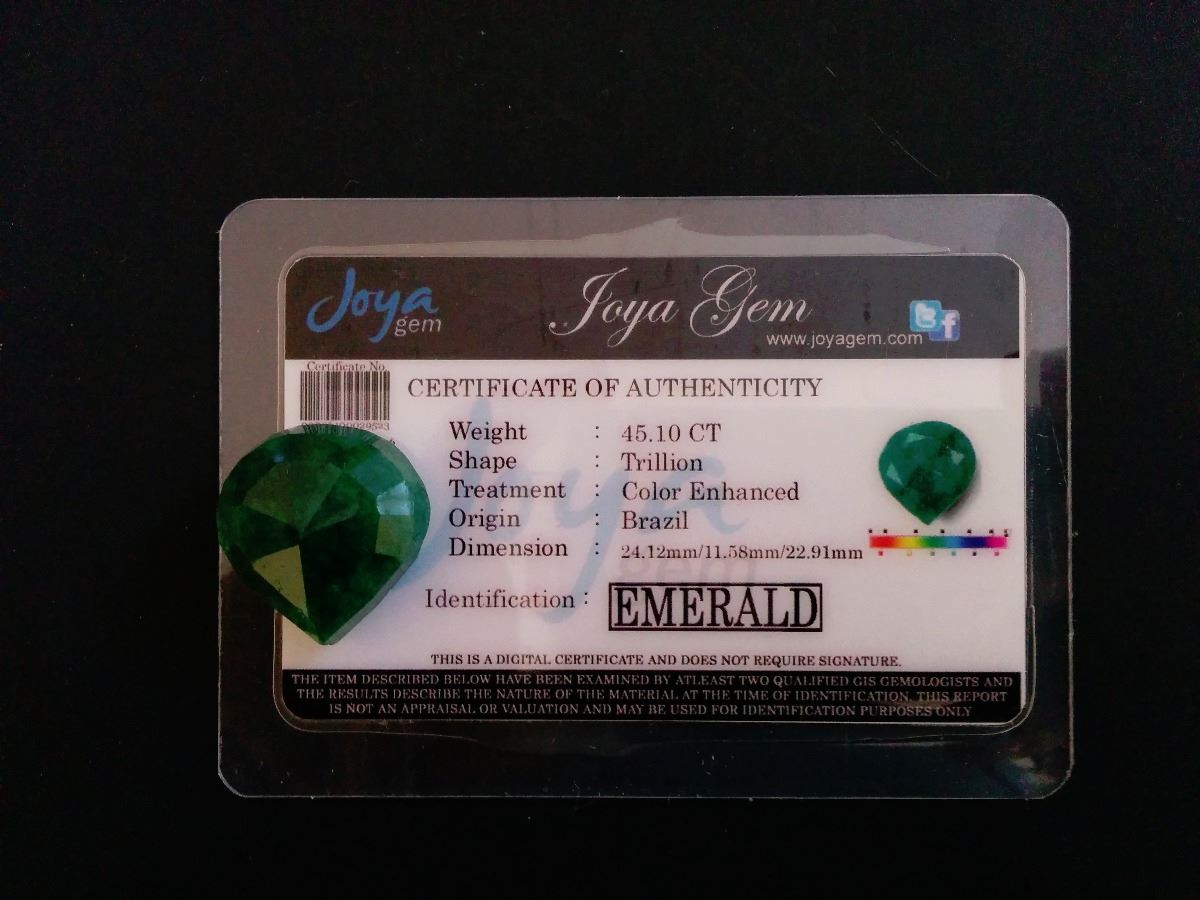 Joya gem
Joya Gem
www.joyagem.com
Certificate No
CERTIFICATE OF AUTHENTICITY
Weight : 45.10 CT
Shape : Trillion
Treatment : Color Enhanced
Origin : Brazil
Dimension : 24.12mm/11.58mm/22.91mm
Identification : EMERALD
THIS IS A DIGITAL CERTIFICATE AND DOES NOT REQUIRE SIGNATURE.
THE ITEM DESCRIBED BELOW HAVE BEEN EXAMINED BY ATLEAST TWO QUALIFIED GIS GEMOLOGISTS AND
THE RESULTS DESCRIBE THE NATURE OF THE MATERIAL AT THE TIME OF IDENTIFICATION, THIS REPORT
IS NOT AN APPRAISAL OR VALUATION AND MAY BE USED FOR IDENTIFICATION PURPOSES ONLY